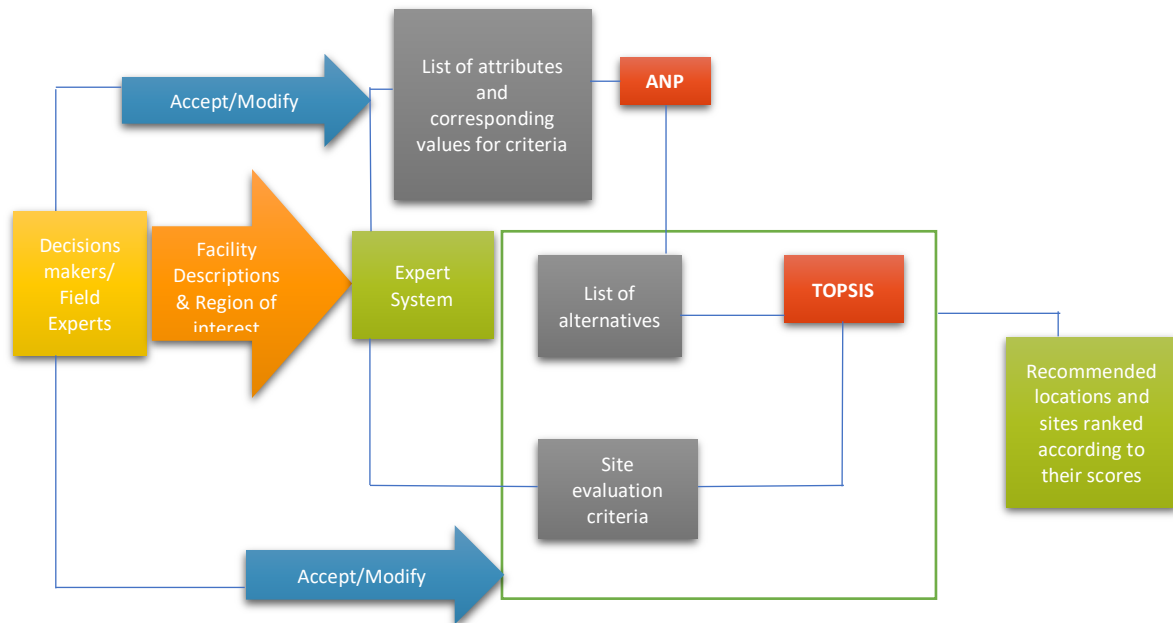 List of attributes
and
corresponding
values for criteria
ANP
Accept/Modify
Decisions
makers/
Field
Experts
Facility
Descriptions
& Region of
interest
Expert
System
List of
alternatives
TOPSIS
Recommended
locations and
sites ranked
according to
their scores
Site
evaluation
criteria
Accept/Modify